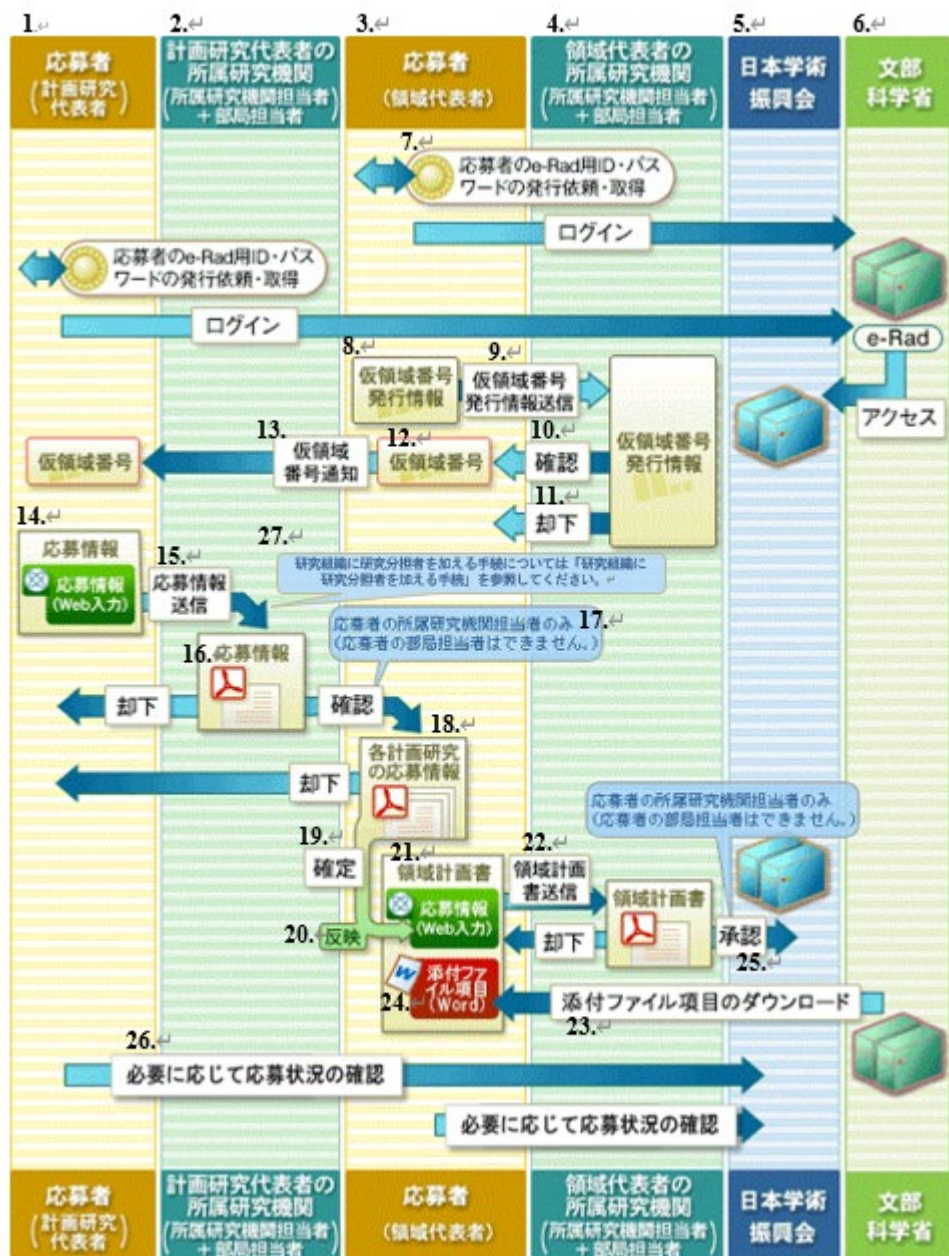 1.↵
2.↵
3.↵
4.↵
5.↵
6.↵
応募者
(計画研究
代表者)
計画研究代表者の
所属研究機関
(所属研究機関担当者
+部局担当者)
応募者
(領域代表者)
領域代表者の
所属研究機関
(所属研究機関担当者
+部局担当者)
日本学術
振興会
文部
科学省
7.↵
応募者のe-Rad用ID・パス
ワードの発行依頼・取得
ログイン
応募者のe-Rad用ID・パス
ワードの発行依頼・取得
ログイン
e-Rad
アクセス
8.↵
仮領域番号
発行情報
9.↵
仮領域番号
発行情報送信
仮領域番号
発行情報
10.↵
確認
11.↵
却下
12.↵
仮領域番号
13.↵
仮領域
番号通知
仮領域番号
14.↵
応募情報
応募情報
(Web入力)
15.↵
応募情報
送信
27.↵
研究組織に研究分担者を加える手続については「研究組織に
研究分担者を加える手続」を参照してください。↵
16.↵
応募情報
却下
確認
17.↵
応募者の所属研究機関担当者のみ
(応募者の部局担当者はできません。)
18.↵
各計画研究
の応募情報
却下
19.↵
確定
20.↵
反映
21.↵
領域計画書
応募情報
(Web入力)
22.↵
領域計画
書送信
領域計画書
却下
応募者の所属研究機関担当者のみ
(応募者の部局担当者はできません。)
承認
25.↵
24.↵
添付ファ
イル項目
(Word)
添付ファイル項目のダウンロード
23.↵
26.↵
必要に応じて応募状況の確認
必要に応じて応募状況の確認
応募者
(計画研究
代表者)
計画研究代表者の
所属研究機関
(所属研究機関担当者
+部局担当者)
応募者
(領域代表者)
領域代表者の
所属研究機関
(所属研究機関担当者
+部局担当者)
日本学術
振興会
文部
科学省